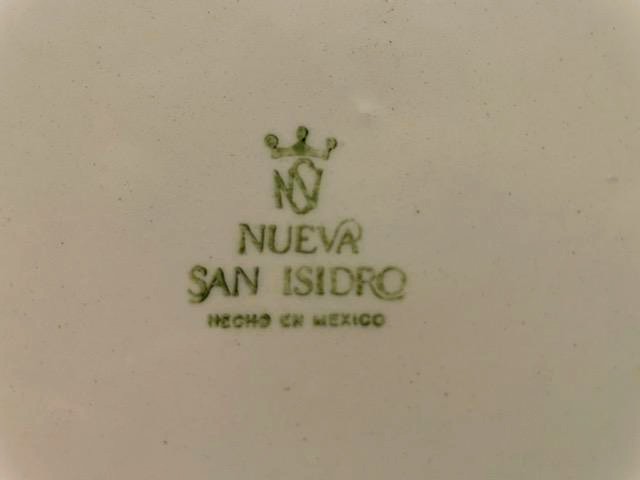 NS
NUEVA
SAN ISIDRO
HECHO EN MEXICO